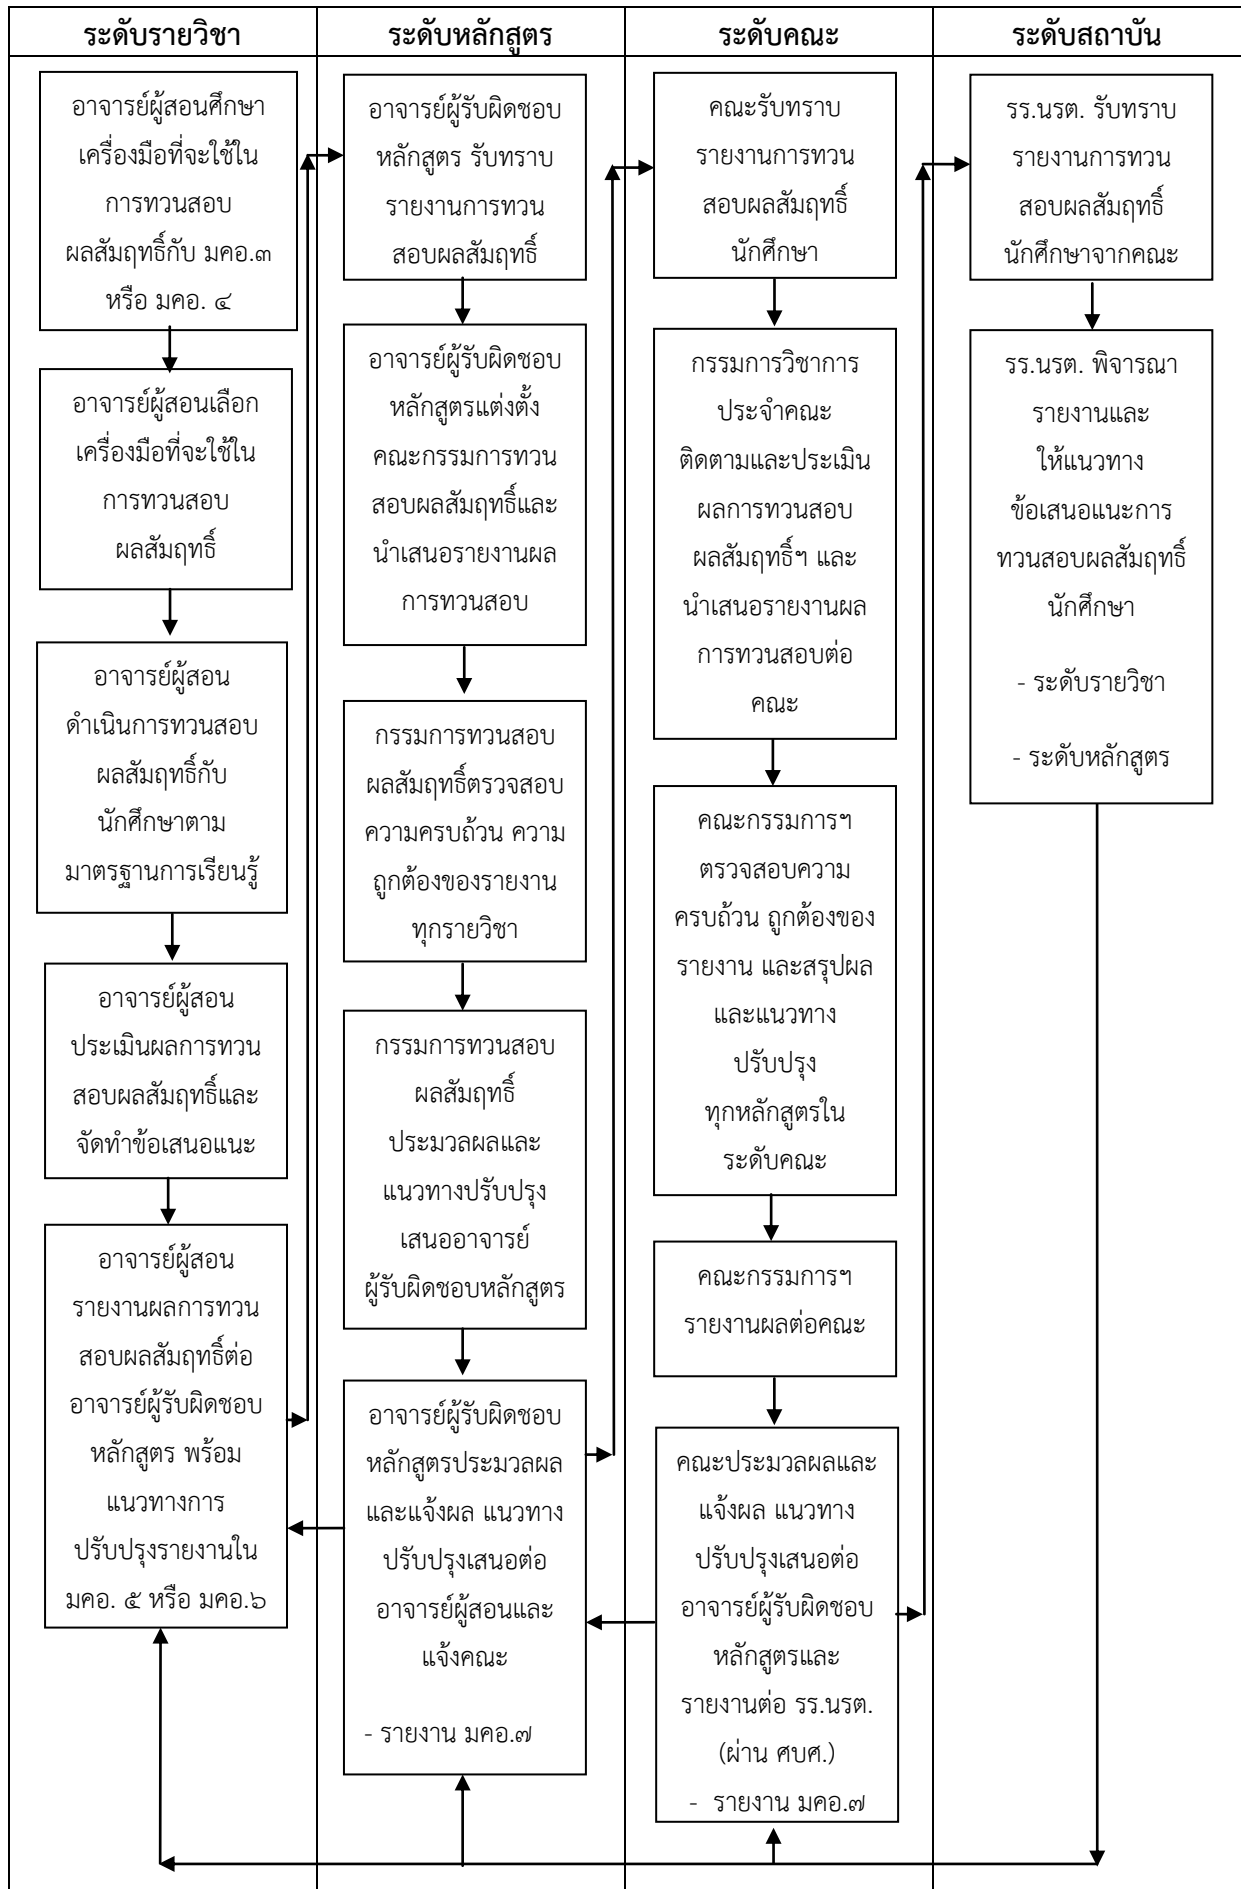 ระดับรายวิชา
ระดับหลักสูตร
ระดับคณะ
ระดับสถาบัน
อาจารย์ผู้สอนศึกษา
เครื่องมือที่จะใช้ใน
การทวนสอบ
ผลสัมฤทธิ์กับ มคอ.๓
หรือ มคอ. ๔
อาจารย์ผู้สอนเลือก
เครื่องมือที่จะใช้ใน
การทวนสอบ
ผลสัมฤทธิ์
อาจารย์ผู้สอน
ดำเนินการทวนสอบ
ผลสัมฤทธิ์กับ
นักศึกษาตาม
มาตรฐานการเรียนรู้
อาจารย์ผู้สอน
ประเมินผลการทวน
สอบผลสัมฤทธิ์และ
จัดทำข้อเสนอแนะ
อาจารย์ผู้สอน
รายงานผลการทวน
สอบผลสัมฤทธิ์ต่อ
อาจารย์ผู้รับผิดชอบ
หลักสูตร พร้อม
แนวทางการ
ปรับปรุงรายงานใน
มคอ. ๕ หรือ มคอ.๖
อาจารย์ผู้รับผิดชอบ
หลักสูตร รับทราบ
รายงานการทวน
สอบผลสัมฤทธิ์
อาจารย์ผู้รับผิดชอบ
หลักสูตรแต่งตั้ง
คณะกรรมการทวน
สอบผลสัมฤทธิ์และ
นำเสนอรายงานผล
การทวนสอบ
กรรมการทวนสอบ
ผลสัมฤทธิ์ตรวจสอบ
ความครบถ้วน ความ
ถูกต้องของรายงาน
ทุกรายวิชา
กรรมการทวนสอบ
ผลสัมฤทธิ์
ประมวลผลและ
แนวทางปรับปรุง
เสนออาจารย์
ผู้รับผิดชอบหลักสูตร
อาจารย์ผู้รับผิดชอบ
หลักสูตรประมวลผล
และแจ้งผล แนวทาง
ปรับปรุงเสนอต่อ
อาจารย์ผู้สอนและ
แจ้งคณะ
- รายงาน มคอ.๗
คณะรับทราบ
รายงานการทวน
สอบผลสัมฤทธิ์
นักศึกษา
กรรมการวิชาการ
ประจำคณะ
ติดตามและประเมิน
ผลการทวนสอบ
ผลสัมฤทธิ์ฯ และ
นำเสนอรายงานผล
การทวนสอบต่อ
คณะ
คณะกรรมการฯ
ตรวจสอบความ
ครบถ้วน ถูกต้องของ
รายงาน และสรุปผล
และแนวทาง
ปรับปรุง
ทุกหลักสูตรใน
ระดับคณะ
คณะกรรมการฯ
รายงานผลต่อคณะ
คณะประมวลผลและ
แจ้งผล แนวทาง
ปรับปรุงเสนอต่อ
อาจารย์ผู้รับผิดชอบ
หลักสูตรและ
รายงานต่อ รร.นรต.
(ผ่าน ศบศ.)
- รายงาน มคอ.๗
รร.นรต. รับทราบ
รายงานการทวน
สอบผลสัมฤทธิ์
นักศึกษาจากคณะ
รร.นรต. พิจารณา
รายงานและ
ให้แนวทาง
ข้อเสนอแนะการ
ทวนสอบผลสัมฤทธิ์
นักศึกษา
- ระดับรายวิชา
- ระดับหลักสูตร